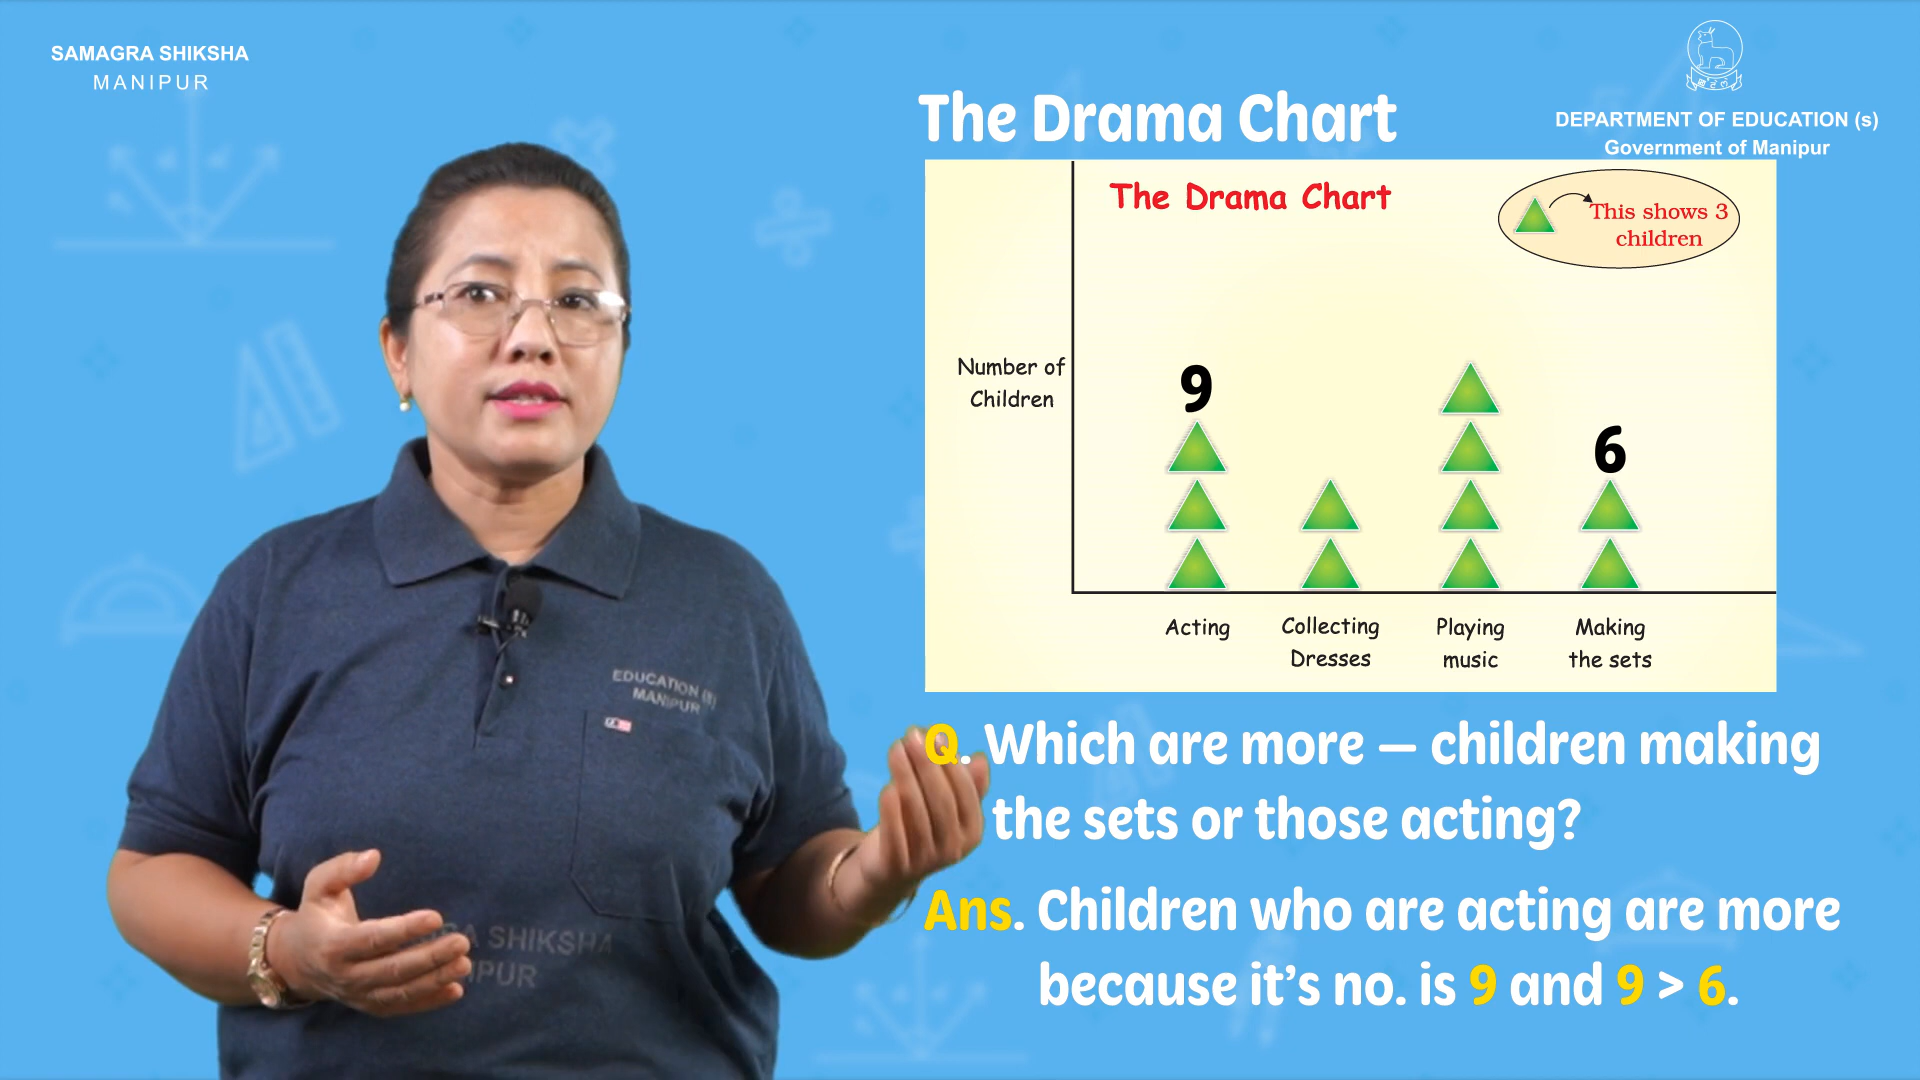 SAMAGRA SHIKSHA
MANIPUR
DEPARTMENT OF EDUCATION (s)
Government of Manipur
The Drama Chart
The Drama Chart
This shows 3
children
Number of
Children
9
6
Acting
Collecting
Dresses
Playing
music
Making
the sets
Q. Which are more – children making
the sets or those acting?
Ans. Children who are acting are more
because it's no. is 9 and 9 > 6.
EDUCATION (S)
MANIPUR
SHIKSHA